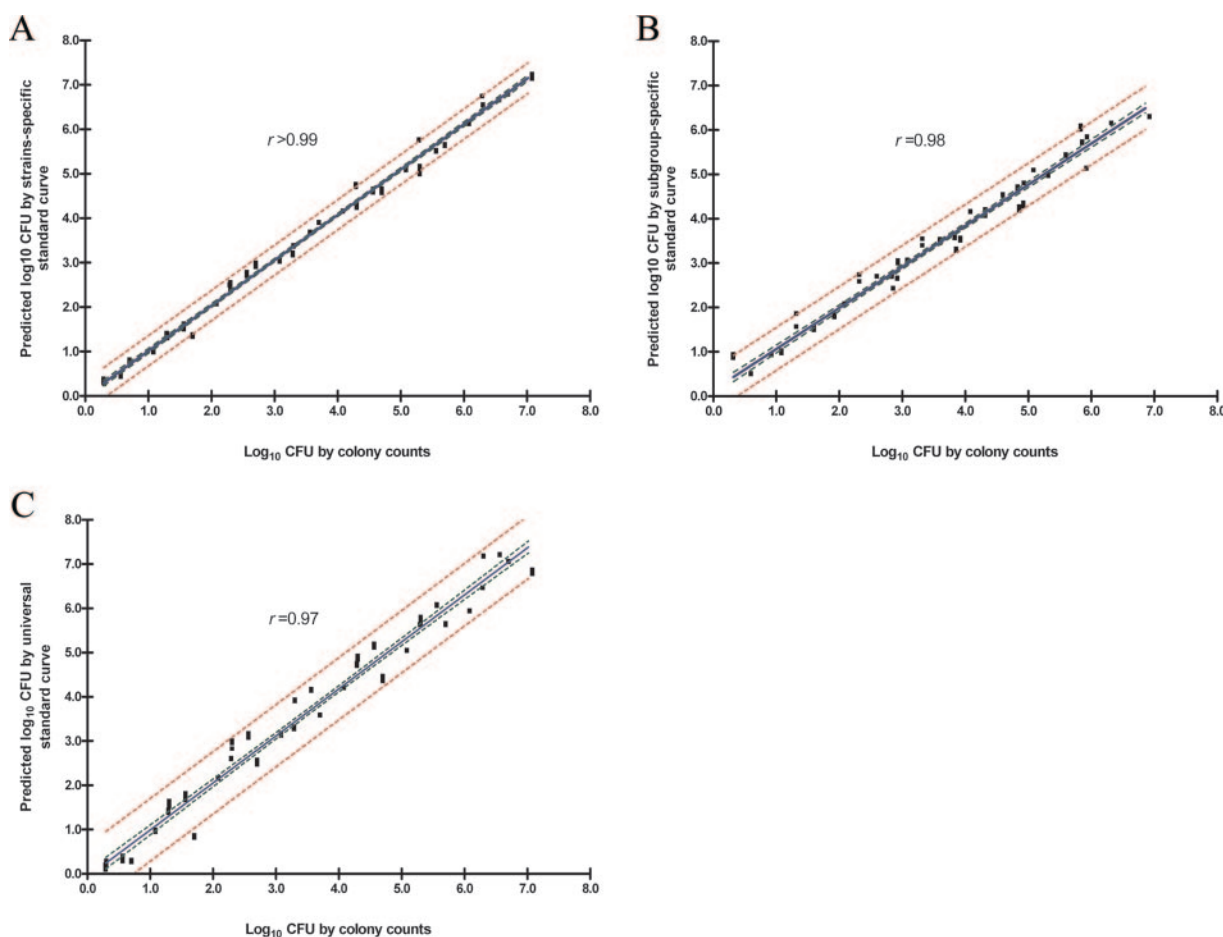 A
Predicted log10 CFU by strains-specific
standard curve
8.0
7.0
6.0
5.0
4.0
3.0
2.0
1.0
0.0
r >0.99
0.0 1.0 2.0 3.0 4.0 5.0 6.0 7.0 8.0
Log10 CFU by colony counts
B
Predicted log10 CFU by subgroup-specific
standard curve
8.0
7.0
6.0
5.0
4.0
3.0
2.0
1.0
0.0
r =0.98
0.0 1.0 2.0 3.0 4.0 5.0 6.0 7.0 8.0
Log10 CFU by colony counts
C
Predicted log10 CFU by universal
standard curve
8.0
7.0
6.0
5.0
4.0
3.0
2.0
1.0
0.0
r =0.97
0.0 1.0 2.0 3.0 4.0 5.0 6.0 7.0 8.0
Log10 CFU by colony counts